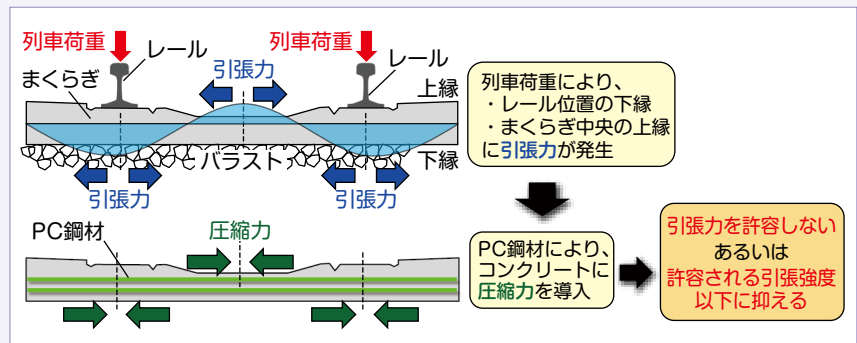 列車荷重
レール
列車荷重
レール
引張力
まくらぎ
上縁
バラスト
下縁
引張力
引張力
列車荷重により、
・レール位置の下縁
・まくらぎ中央の上縁
に引張力が発生
PC鋼材
圧縮力
PC鋼材により、
コンクリートに
圧縮力を導入
引張力を許容しない
あるいは
許容される引張強度
以下に抑える